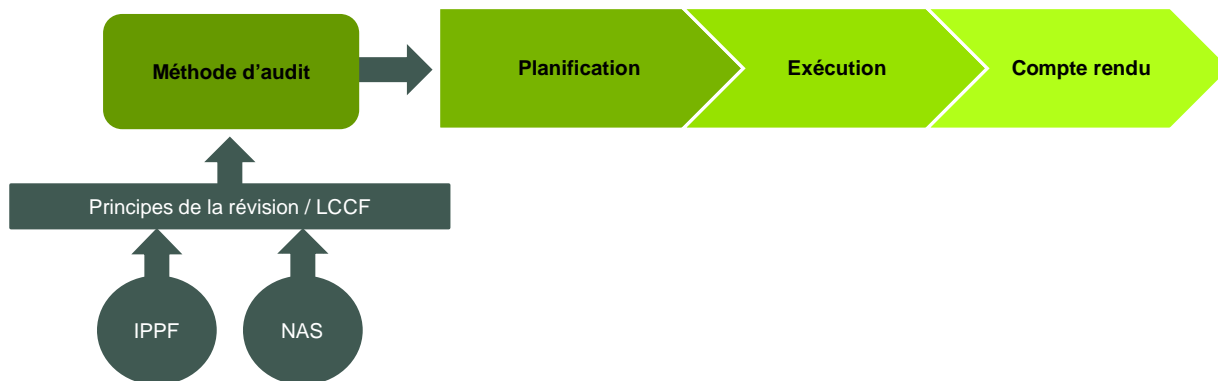 Méthode d'audit
Planification
Exécution
Compte rendu
Principes de la révision / LCCF
IPPF
NAS